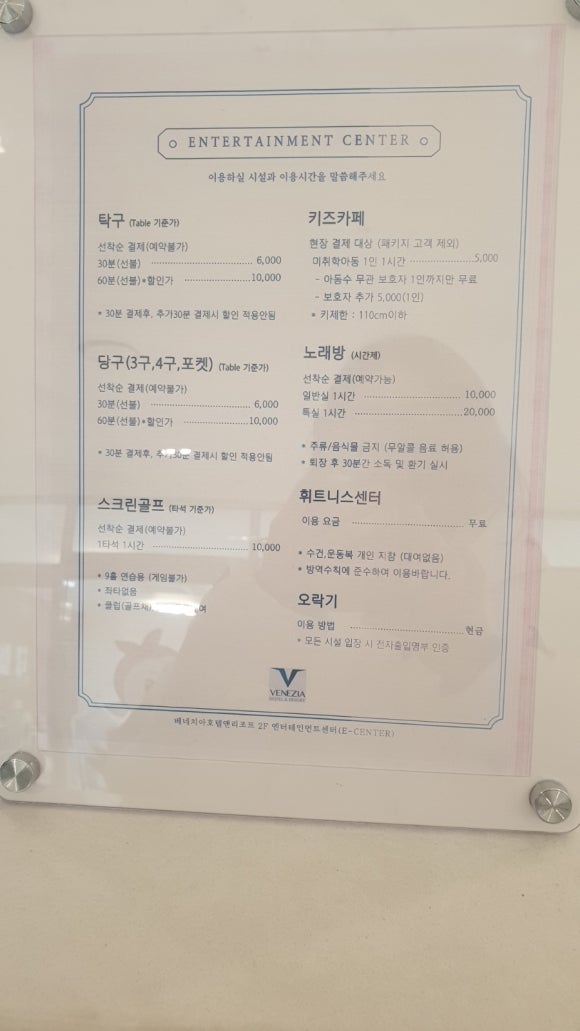 ENTERTAINMENT CENTER
이용하실 시설과 이용시간을 말씀해주세요
탁구 (Table 기준가)
선착순 결제(예약불가)
30분(선불) 6,000
60분(선불)*할인가 10,000
* 30분 결제후, 추가30분 결제시 할인 적용안됨
당구(3구,4구,포켓) (Table 기준가)
선착순 결제(예약불가)
30분(선불) 6,000
60분(선불)*할인가 10,000
* 30분 결제후, 추가30분 결제시 할인 적용안됨
스크린골프 (타석 기준가)
선착순 결제(예약불가)
1타석 1시간 10,000
* 9홀 연습용 (게임불가)
* 좌타없음
* 클럽(골프채),
키즈카페
현장 결제 대상 (패키지 고객 제외)
미취학아동 1인 1시간 5,000
- 아동수 무관 보호자 1인까지만 무료
- 보호자 추가 5,000(1인)
* 키제한 : 110cm이하
노래방 (시간제)
선착순 결제(예약가능)
일반실 1시간 10,000
특실 1시간 20,000
* 주류/음식물 금지 (무알콜 음료 허용)
* 퇴장 후 30분간 소독 및 환기 실시
휘트니스센터
이용 요금 무료
* 수건,운동복 개인 지참 (대여없음)
* 방역수칙에 준수하여 이용바랍니다.
오락기
이용 방법 현금
* 모든 시설 입장 시 전자출입명부 인증
V
VENEZIA
HOTEL & RESORT
베네치아호텔앤리조트 2F 엔터테인먼트센터(E-CENTER)